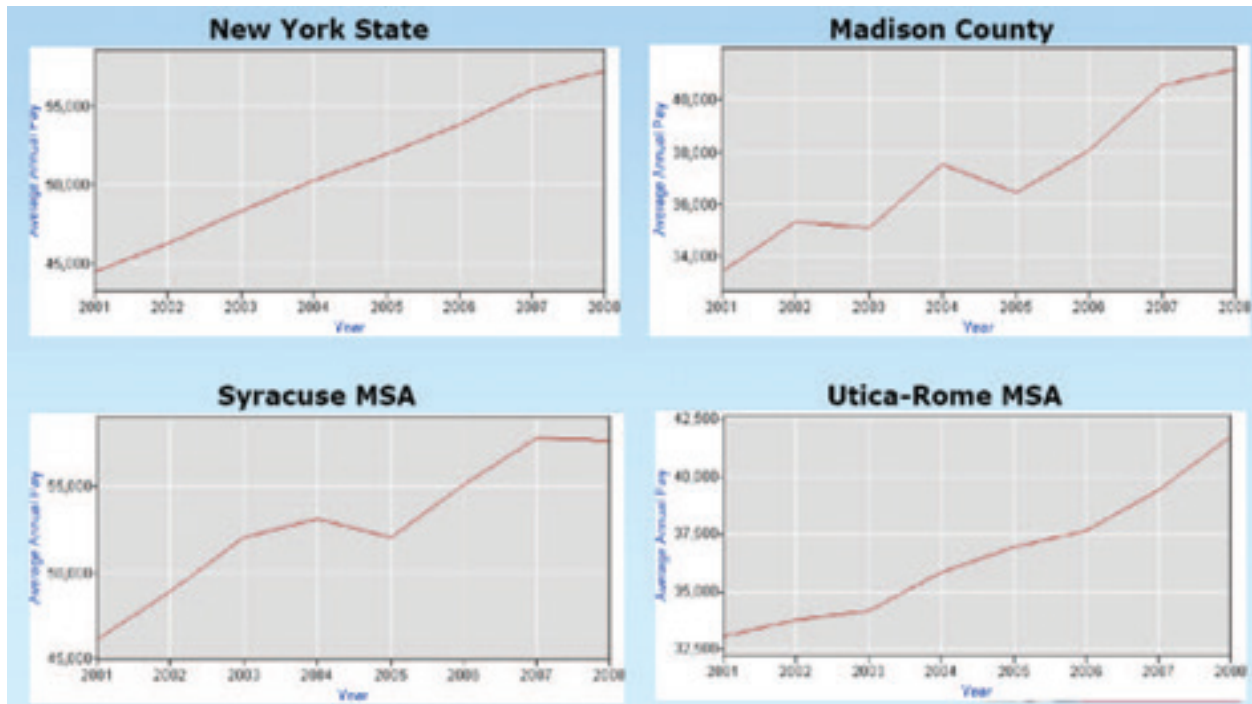 New York State
Average Annual Pay
55,000
50,000
45,000
2001 2002 2003 2004 2005 2006 2007 2008
Year
Madison County
Average Annual Pay
40,000
38,000
36,000
34,000
2001 2002 2003 2004 2005 2006 2007 2008
Year
Syracuse MSA
Average Annual Pay
55,000
50,000
45,000
2001 2002 2003 2004 2005 2006 2007 2008
Year
Utica-Rome MSA
Average Annual Pay
42,500
40,000
37,500
35,000
32,500
2001 2002 2003 2004 2005 2006 2007 2008
Year